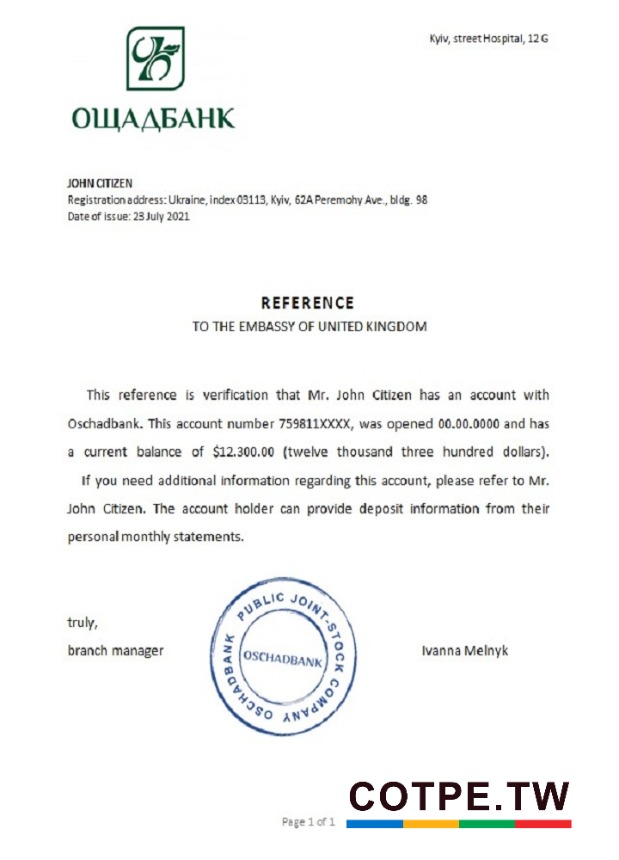 Kyiv, street Hospital, 12 G
ОЩАДБАНК
JOHN CITIZEN
Registration address: Ukraine, index 03113, Kyiv, 62A Peremohy Ave., bldg. 98
Date of issue: 23 July 2021
REFERENCE
TO THE EMBASSY OF UNITED KINGDOM
This reference is verification that Mr. John Citizen has an account with
Oschadbank. This account number 759811XXXX, was opened 00.00.0000 and has
a current balance of $12.300.00 (twelve thousand three hundred dollars).
If you need additional information regarding this account, please refer to Mr.
John Citizen. The account holder can provide deposit information from their
personal monthly statements.
truly,
branch manager
PUBLIC JOINT-STOCK COMPANY OSCHADBANK
OSCHADBANK
Ivanna Melnyk
COTPE.TW
Page 1 of 1